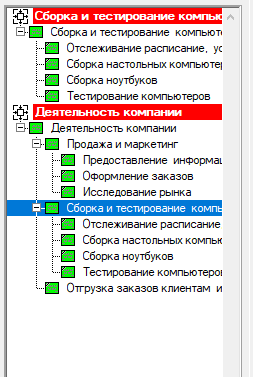 Сборка и тестирование компью
Сборка и тестирование компьют
Отслеживание расписание, ус
Сборка настольных компьютер
Сборка ноутбуков
Тестирование компьютеров
Деятельность компании
Деятельность компании
Продажа и маркетинг
Предоставление информац
Оформление заказов
Исследование рынка
Сборка и тестирование компь
Отслеживание расписание
Сборка настольных компью
Сборка ноутбуков
Тестирование компьютеро
Отгрузка заказов клиентам и